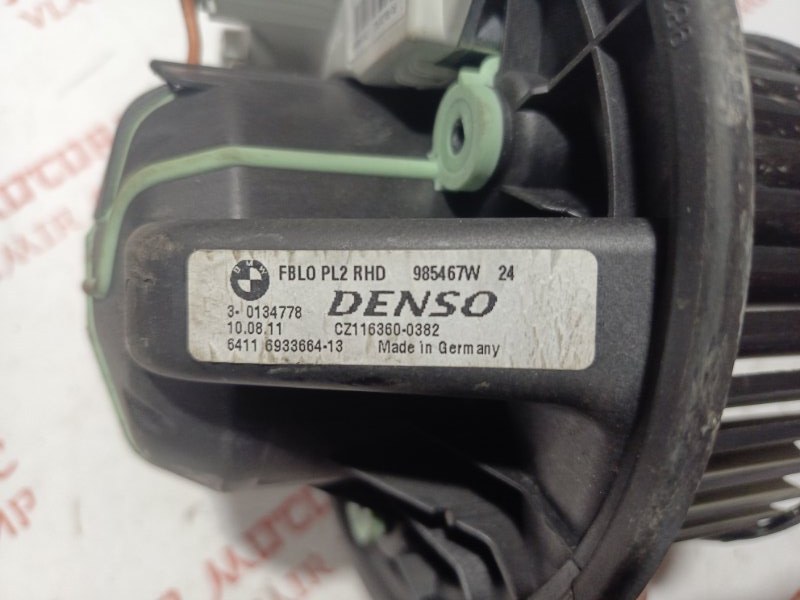 BMW
FBLO PL2 RHD 985467W 24
3- 0134778 DENSO
10.08.11 CZ116360-0382
6411 6933664-13 Made in Germany